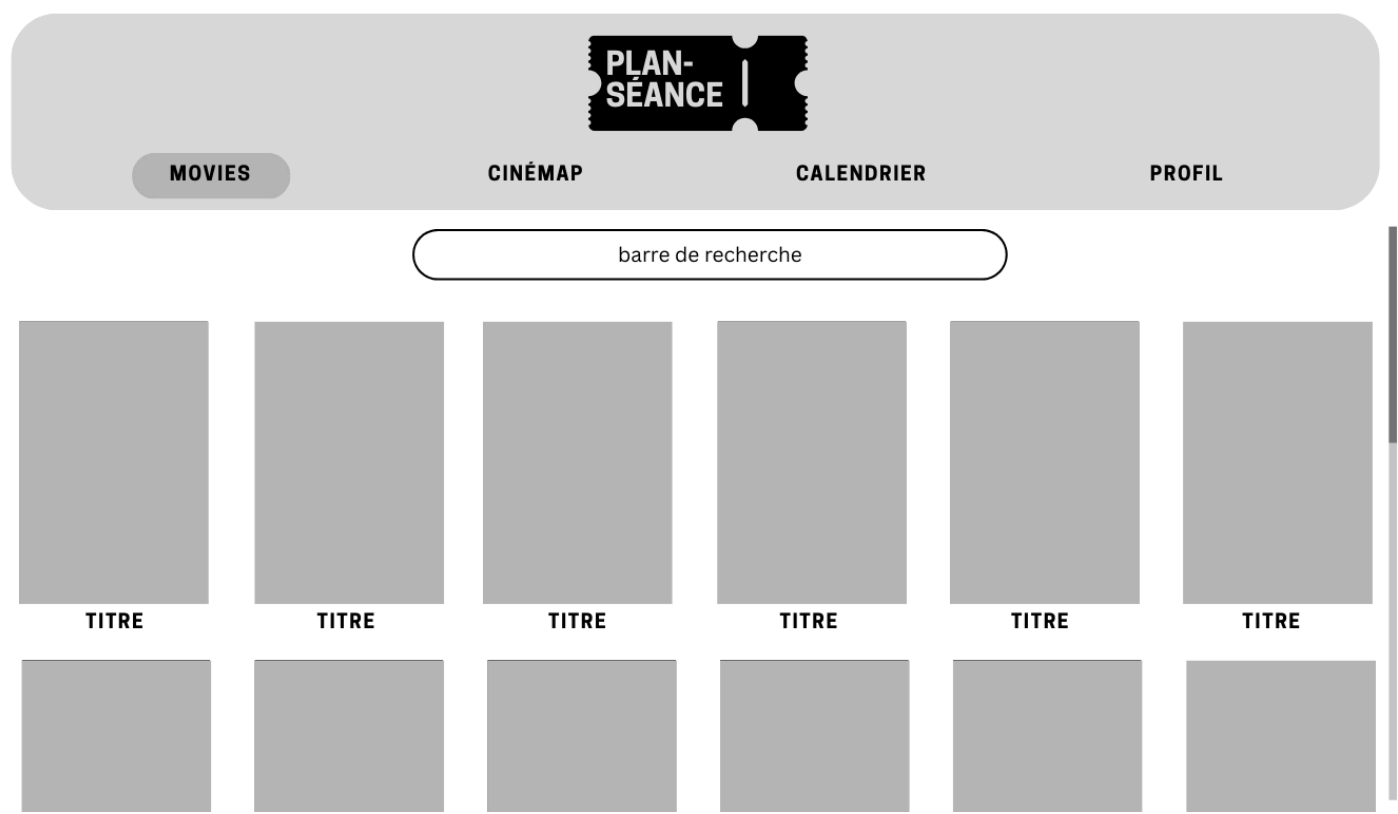 PLAN-
SÉANCE
MOVIES CINÉMAP CALENDRIER PROFIL
barre de recherche
TITRE TITRE TITRE TITRE TITRE TITRE